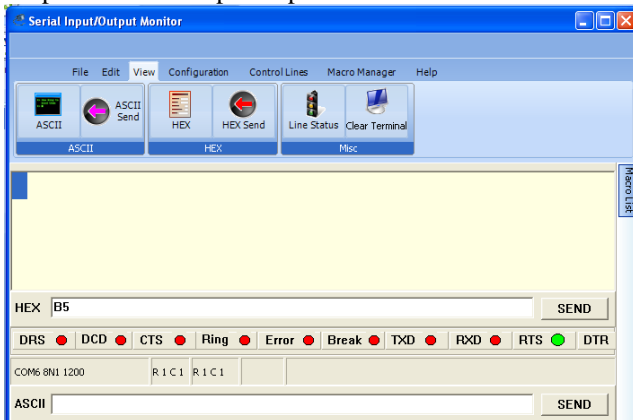 Serial Input/Output Monitor
File Edit View Configuration Control Lines Macro Manager Help
ASCII ASCII Send HEX HEX Send Line Status Clear Terminal
ASCII HEX Misc
Macro List
HEX B5 SEND
DRS DCD CTS Ring Error Break TXD RXD RTS DTR
COM6 8N1 1200 R 1 C 1 R 1 C 1
ASCII SEND